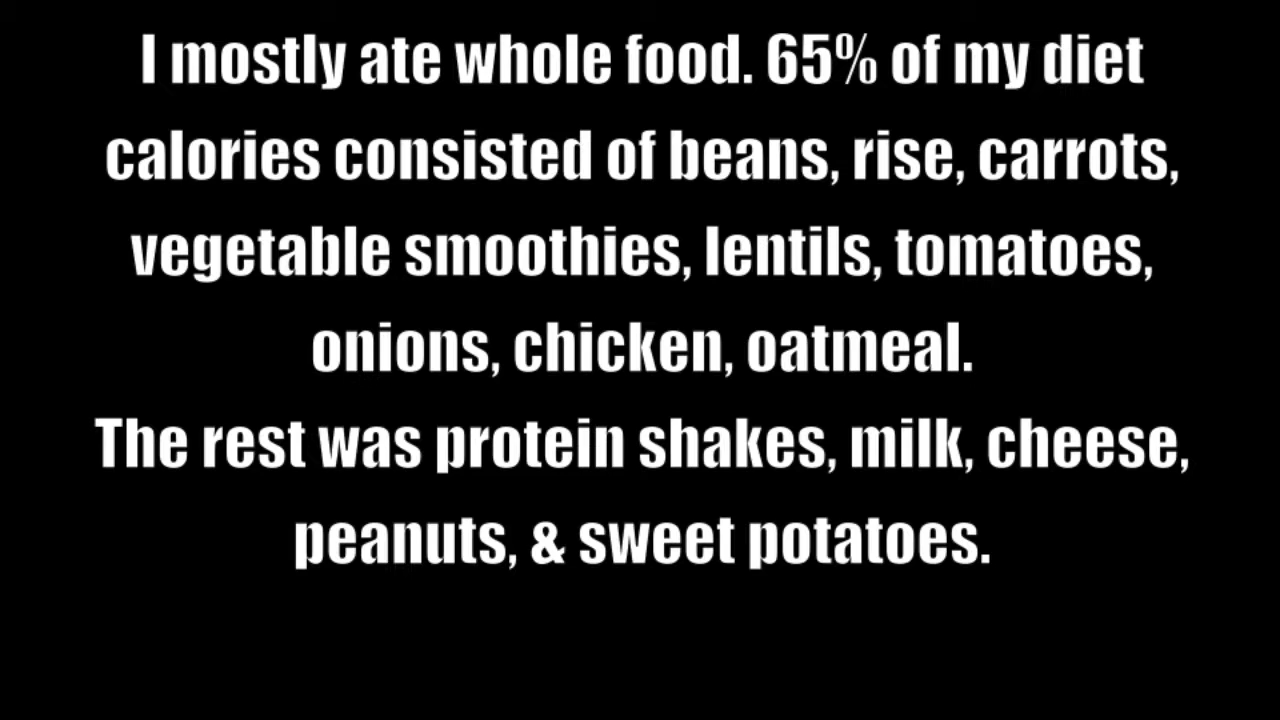 I mostly ate whole food. 65% of my diet
calories consisted of beans, rise, carrots,
vegetable smoothies, lentils, tomatoes,
onions, chicken, oatmeal.
The rest was protein shakes, milk, cheese,
peanuts, & sweet potatoes.